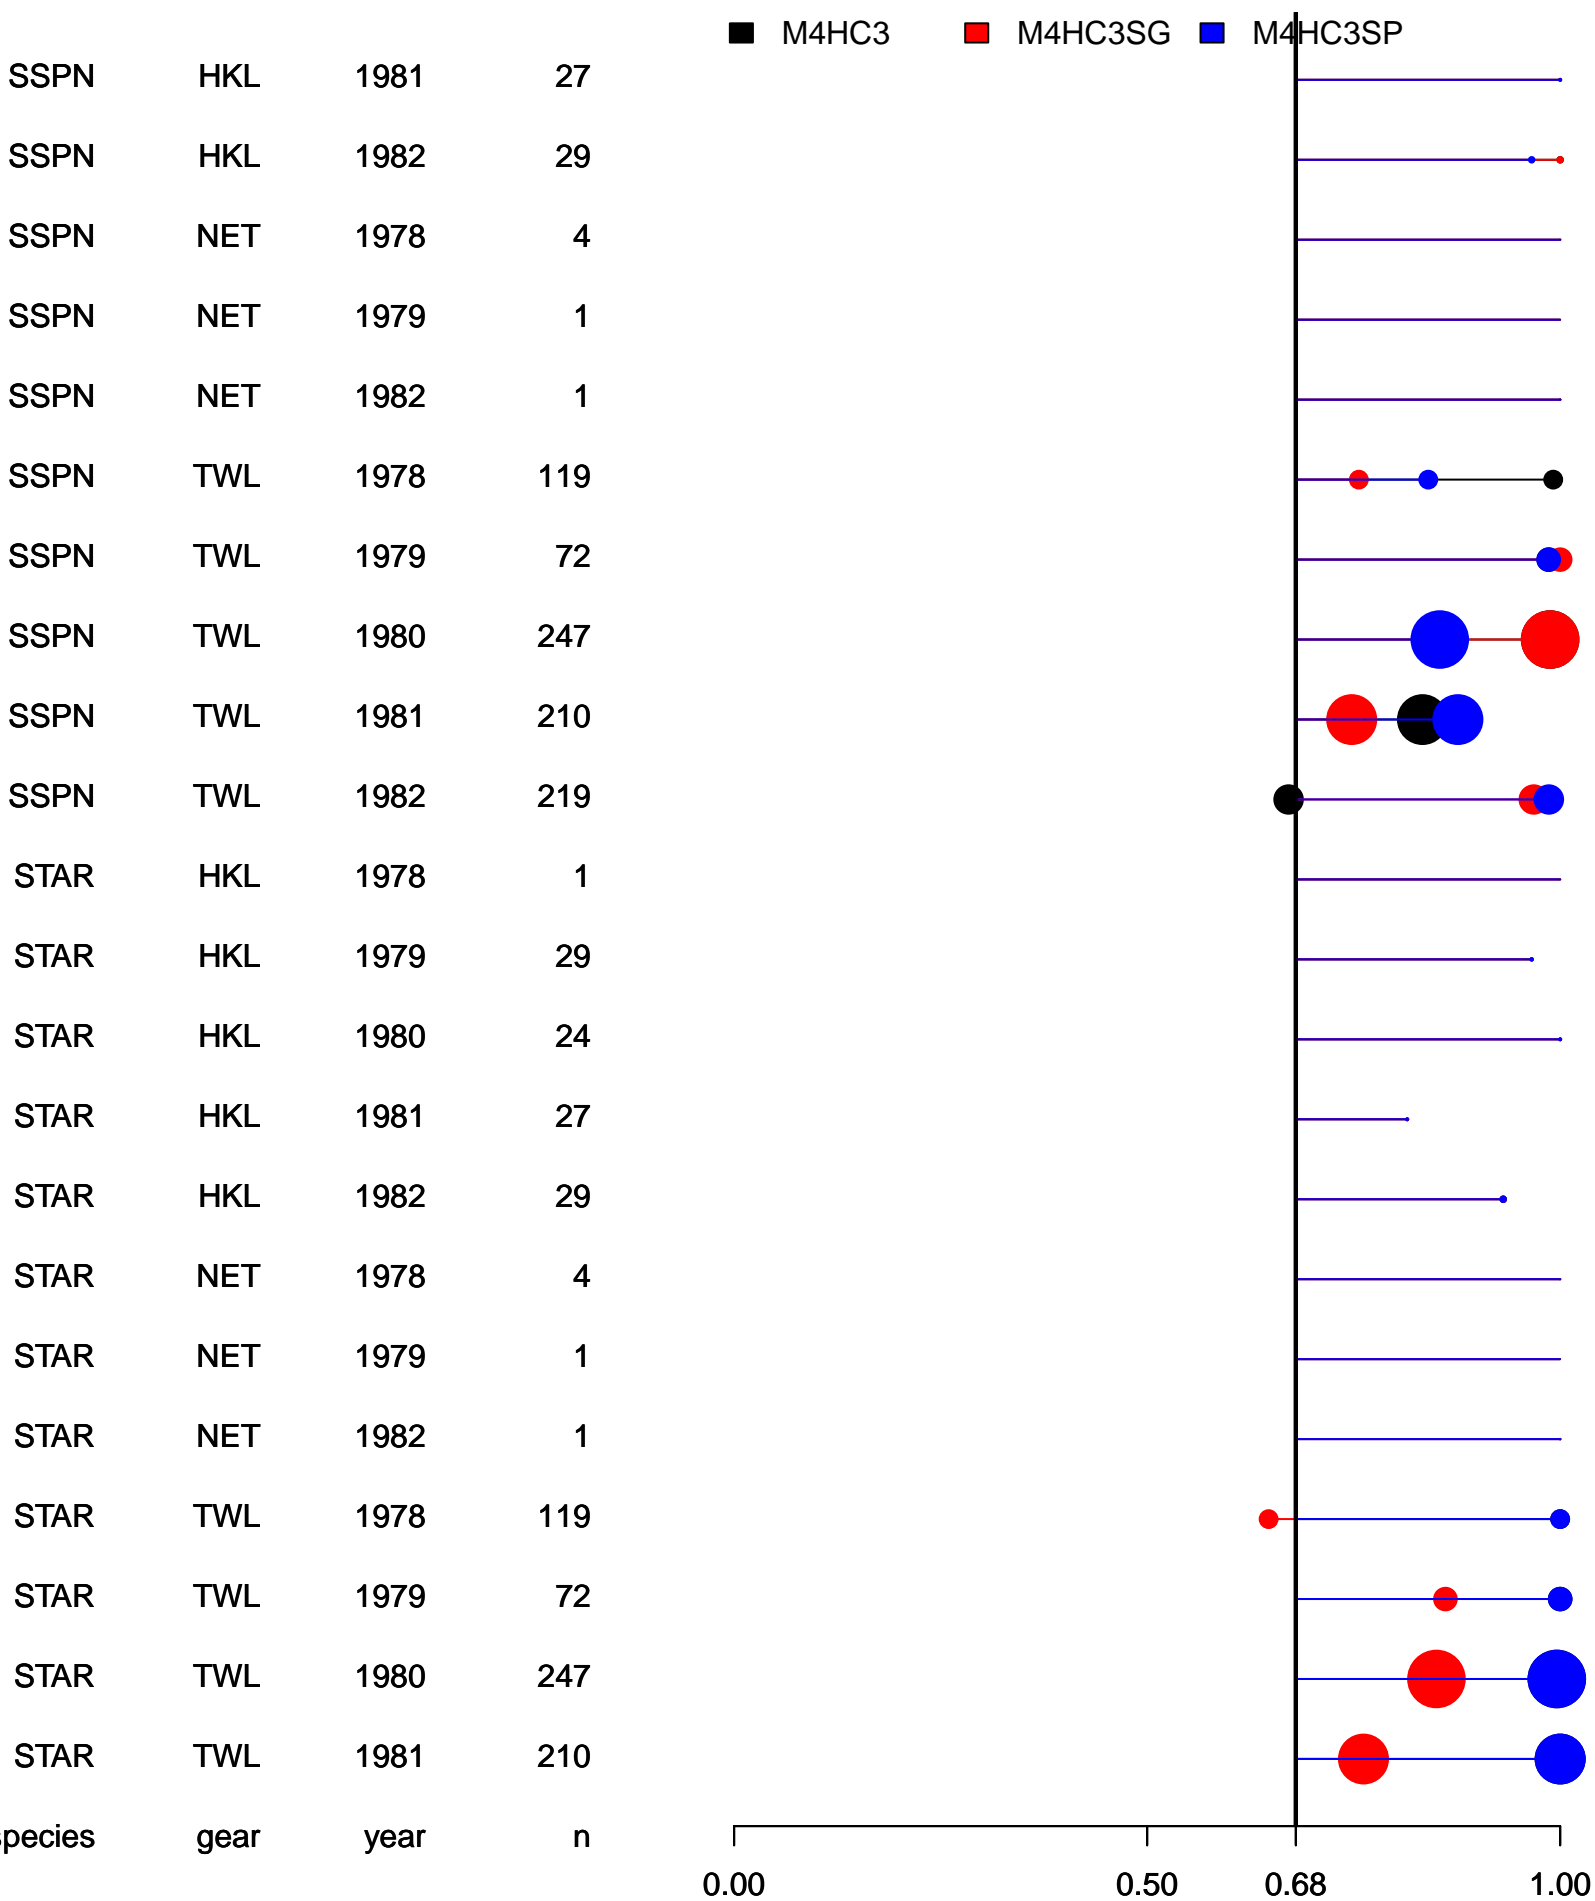 M4HC3 M4HC3SG M4HC3SP
SSPN HKL 1981 27
SSPN HKL 1982 29
SSPN NET 1978 4
SSPN NET 1979 1
SSPN NET 1982 1
SSPN TWL 1978 119
SSPN TWL 1979 72
SSPN TWL 1980 247
SSPN TWL 1981 210
SSPN TWL 1982 219
STAR HKL 1978 1
STAR HKL 1979 29
STAR HKL 1980 24
STAR HKL 1981 27
STAR HKL 1982 29
STAR NET 1978 4
STAR NET 1979 1
STAR NET 1982 1
STAR TWL 1978 119
STAR TWL 1979 72
STAR TWL 1980 247
STAR TWL 1981 210
species gear year n
0.00 0.50 0.68 1.00